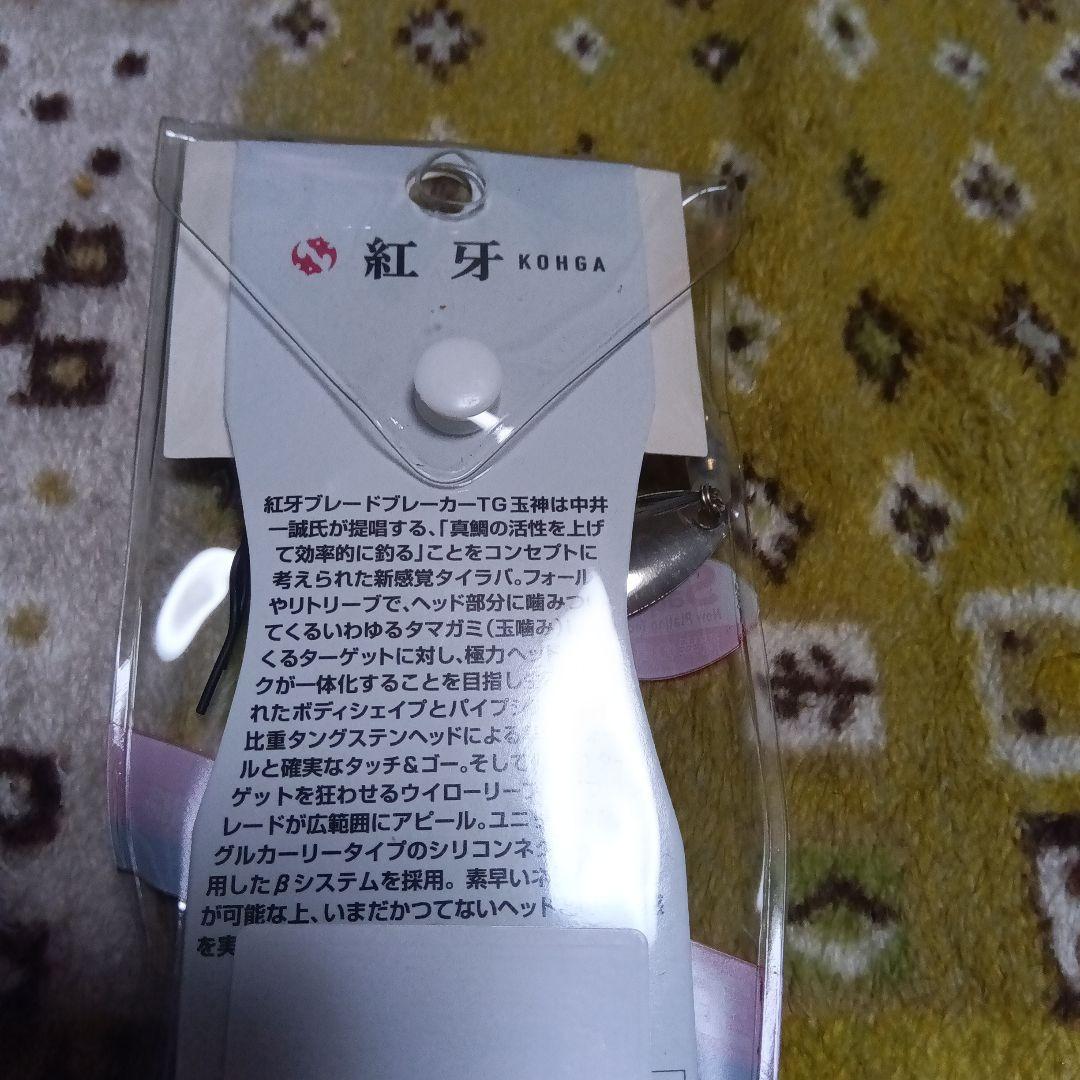 紅牙 KOHGA
紅牙ブレードブレーカーTG玉神は中井
一誠氏が提唱する、「真鯛の活性を上げ
て効率的に釣る」ことをコンセプトに
考えられた新感覚タイラバ。フォール
やリトリーブで、ヘッド部分に噛みつ
てくるいわゆるタマガミ(玉噛み)
くるターゲットに対し、極力ヘッド
クが一体化することを目指し
れたボディシェイプとパイプ
比重タングステンヘッドによる
ルと確実なタッチ&ゴー。そして
ゲットを狂わせるウイローリーフ
レードが広範囲にアピール。ユニ
グルカーリータイプのシリコンネク
用したβシステムを採用。素早いネ
が可能な上、いまだかつてないヘッド
を実